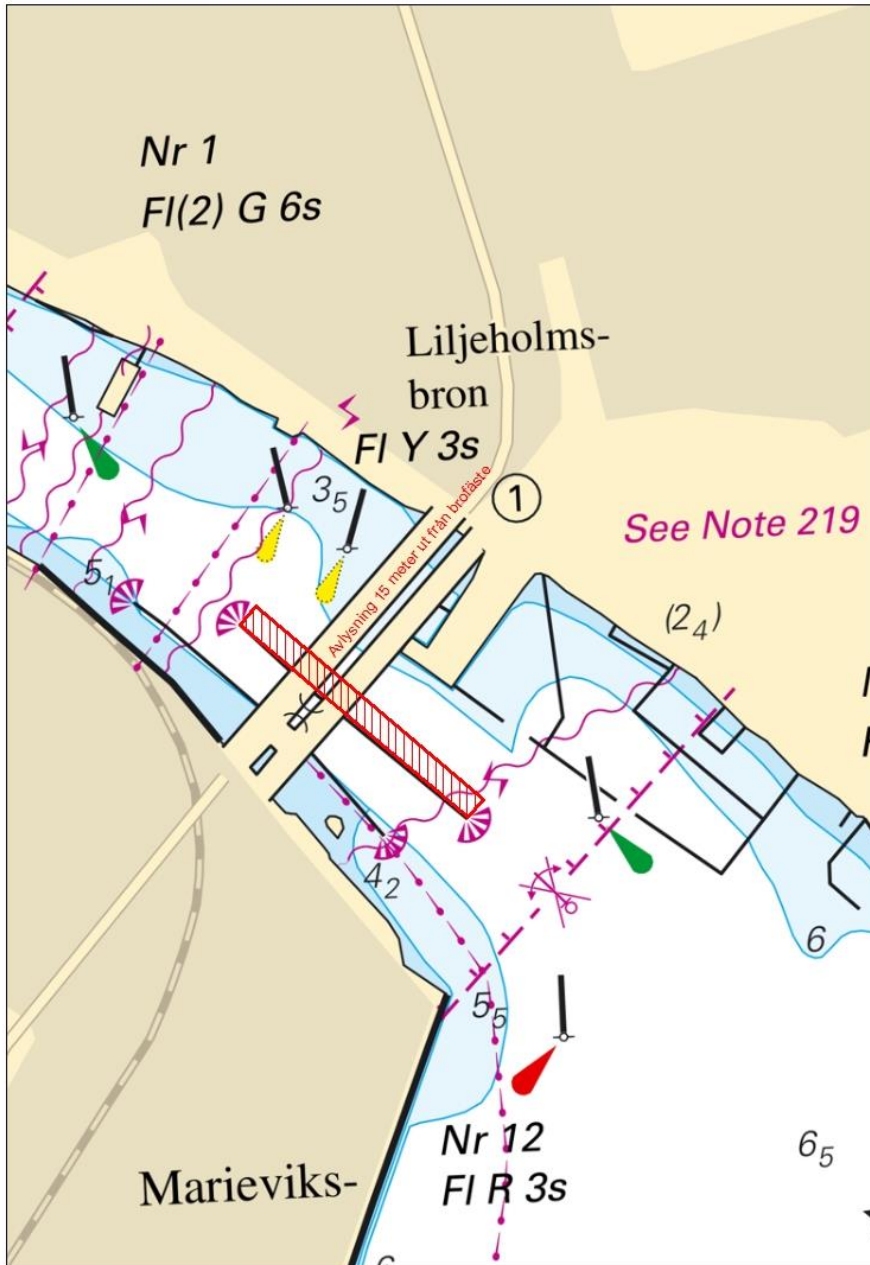 Nr 1
Fl(2) G 6s
Liljeholms-
bron
Fl Y 3s
3₅
Avlysning 15 meter ut från brofäste
1
See Note 219
5₁
(2₄)
4₂
6
5₅
Nr 12
Fl R 3s
6₅
Marieviks-